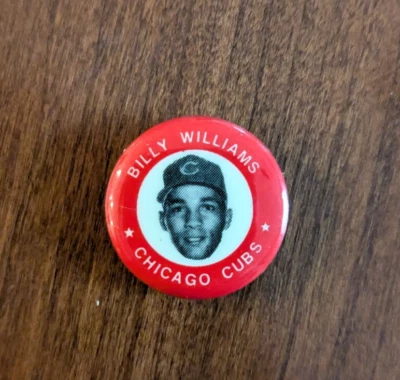 BILLY WILLIAMS
C
★ CHICAGO CUBS ★